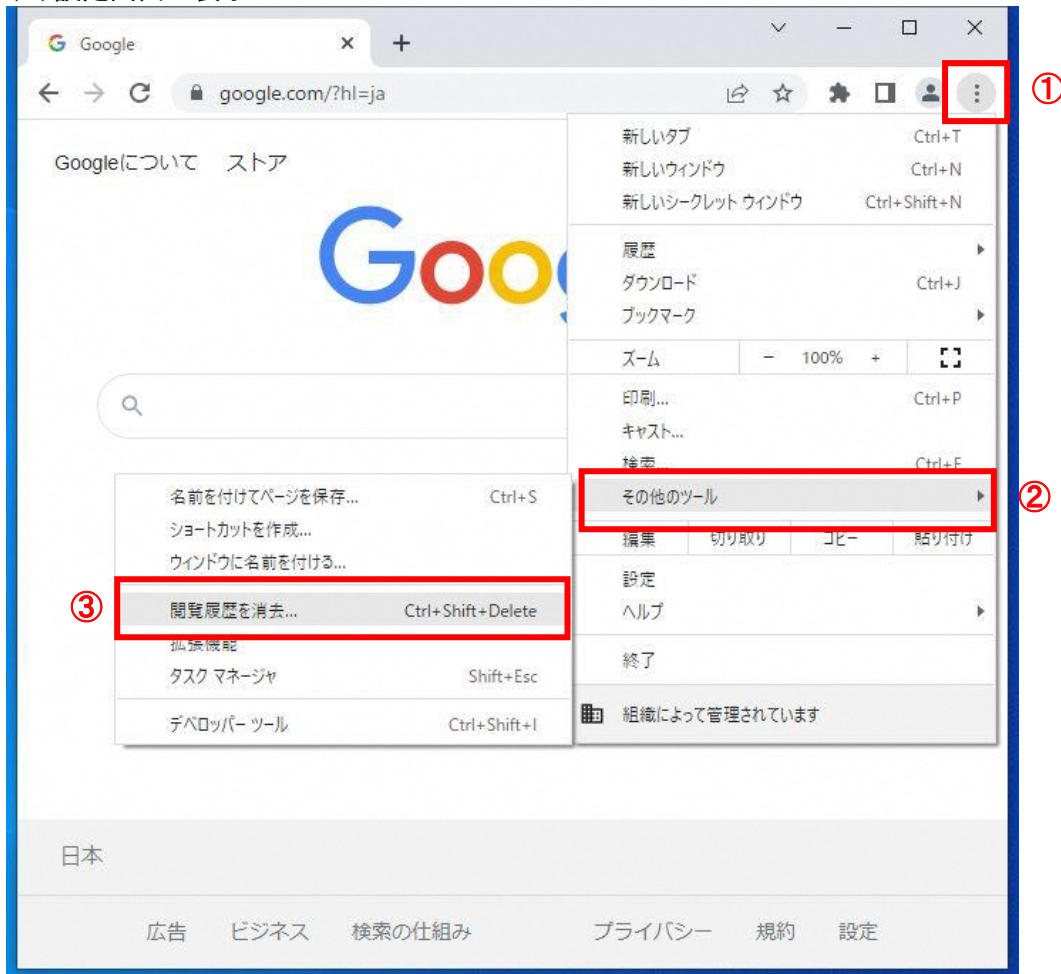 Google
google.com/?hl=ja
①
Googleについて ストア
Goo
新しいタブ Ctrl+T
新しいウィンドウ Ctrl+N
新しいシークレット ウィンドウ Ctrl+Shift+N
履歴
ダウンロード Ctrl+J
ブックマーク
ズーム - 100% +
印刷... Ctrl+P
キャスト...
検索... Ctrl+F
その他のツール
②
編集 切り取り コピー 貼り付け
設定
ヘルプ
終了
組織によって管理されています
名前を付けてページを保存... Ctrl+S
ショートカットを作成...
ウィンドウに名前を付ける...
③
閲覧履歴を消去... Ctrl+Shift+Delete
拡張機能
タスク マネージャ Shift+Esc
デベロッパー ツール Ctrl+Shift+I
日本
広告 ビジネス 検索の仕組み プライバシー 規約 設定